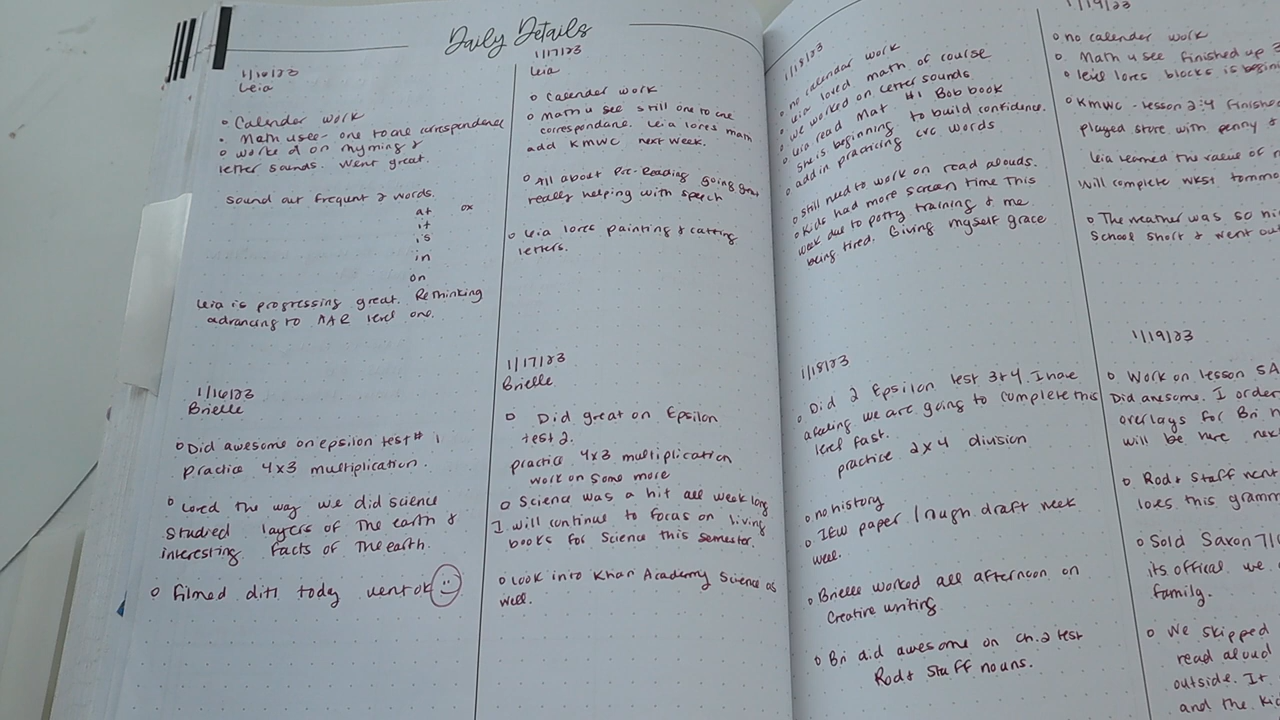 Daily Details
1/16/23
Leia
Calender work
Math u see - one to one correspondence
worked on rhyming &
letter sounds. Went great.
Sound out frequent 2 words.
at ox
it
is
in
on
Leia is progressing great. Rethinking
advancing to AAR level one.
1/16/23
Brielle
Did awesome on epsilon test # 1
practice 4x3 multiplication.
Loved the way we did science
studied layers of the earth &
interesting facts of the earth.
filmed ditl today went ok
1/17/23
Leia
Calender work
math u see still one to one
correspondane. Leia loves math
add KMWC next week.
All about Pre-Reading going great
really helping with speech
Leia loves painting & cutting
letters.
1/17/23
Brielle
Did great on Epsilon
test 2.
practice 4x3 multiplication
work on some more
Science was a hit all week long
I will continue to focus on living
books for Science this semester.
Look into Khan Academy Science as
well.
1/18/23
no calendar work
Leia loved math of course
we worked on letter sounds
Leia read Mat #1 Bob book
She is beginning to build confidence.
add in practicing cvc words
still need to work on read alouds.
Kids had more screen time this
week due to potty training & me
being tired. Giving myself grace
1/18/23
Did 2 Epsilon test 3+4. I have
a feeling we are going to complete this
level fast.
practice 2x4 division
no history
IEW paper / rough draft week
well.
Brielle worked all afternoon on
Creative writing.
Bri did awesome on ch.2 test
Rod & Staff nouns.
1/19/23
no calender work
Math u see finished up
Leia loves blocks is
KMWC - lesson 2:4
played store with penny &
Leia learned the value of
Will complete wkst
The weather was so
School short & went
1/19/23
Work on lesson
Did awesome. I
overlays for Bri
will be here
Rod & Staff
loves this
Sold Saxon
its offical we
family.
We skipped
read aloud
outside. It
and the